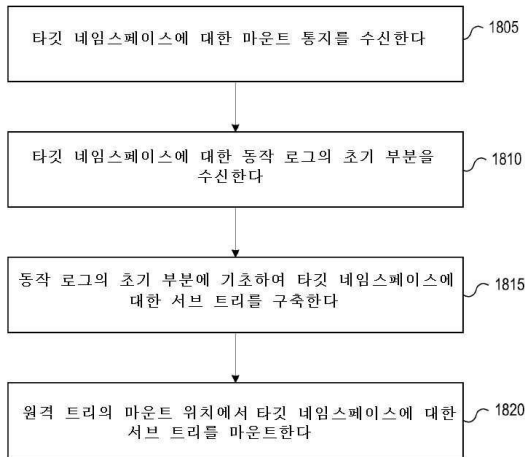 타깃 네임스페이스에 대한 마운트 통지를 수신한다
1805
타깃 네임스페이스에 대한 동작 로그의 초기 부분을
수신한다
1810
동작 로그의 초기 부분에 기초하여 타깃 네임스페이스에
대한 서브 트리를 구축한다
1815
원격 트리의 마운트 위치에서 타깃 네임스페이스에 대한
서브 트리를 마운트한다
1820